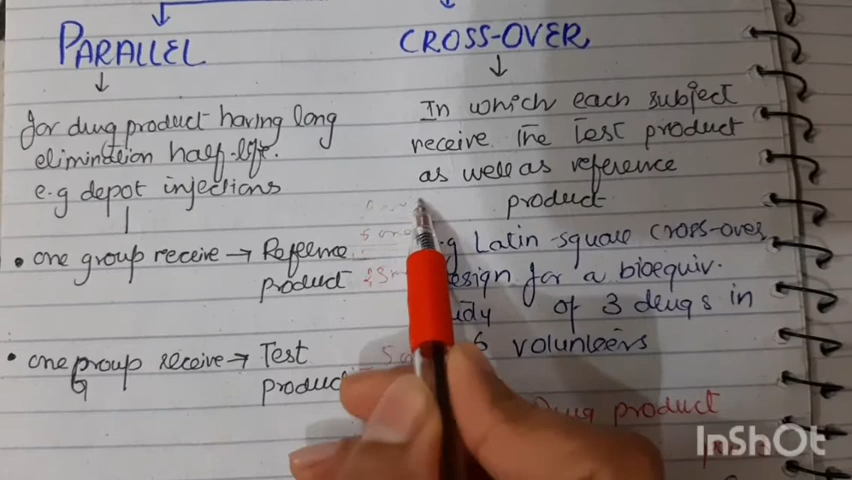 PARALLEL
for drug product having long
elimination half-life.
e.g depot injections
• one group receive → Refeence
product
• one group receive → Test
product
CROSS-OVER
In which each subject
receive the Test product
as well as reference
product
Latin-square cross-over
design for a bioequiv.
of 3 drugs in
6 volunteers
Drug product
InShOt